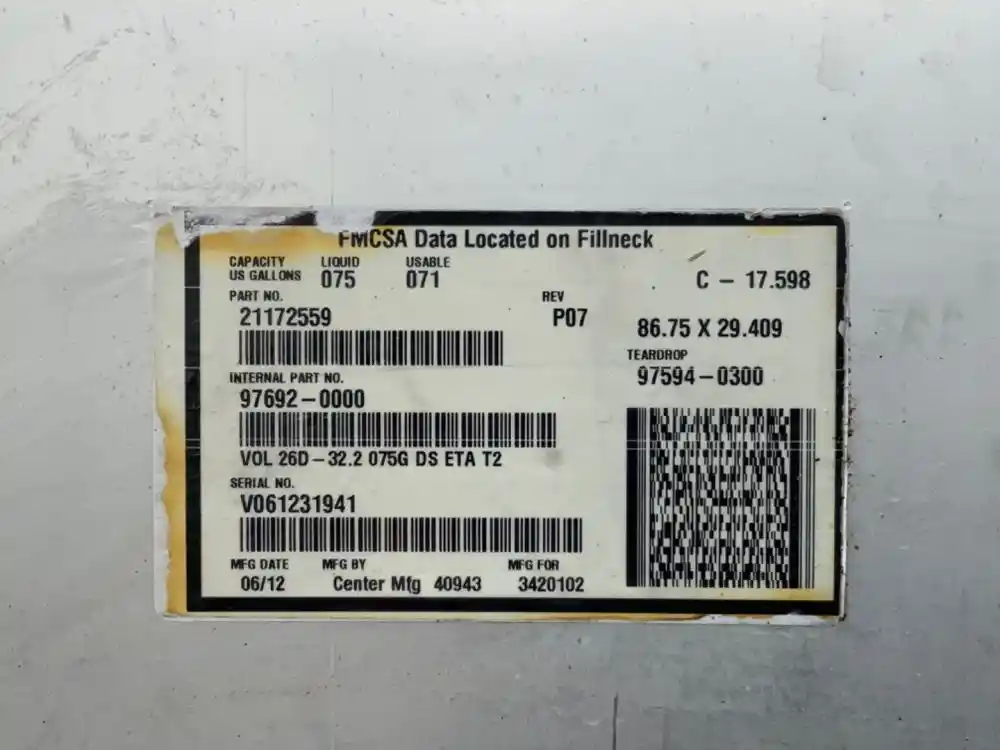 FMCSA Data Located on Fillneck
CAPACITY US GALLONS LIQUID 075 USABLE 071
C - 17.598
PART NO. REV
21172559 P07
86.75 X 29.409
TEARDROP
97594-0300
INTERNAL PART NO.
97692-0000
VOL 26D-32.2 075G DS ETA T2
SERIAL NO.
V061231941
MFG DATE MFG BY MFG FOR
06/12 Center Mfg 40943 3420102